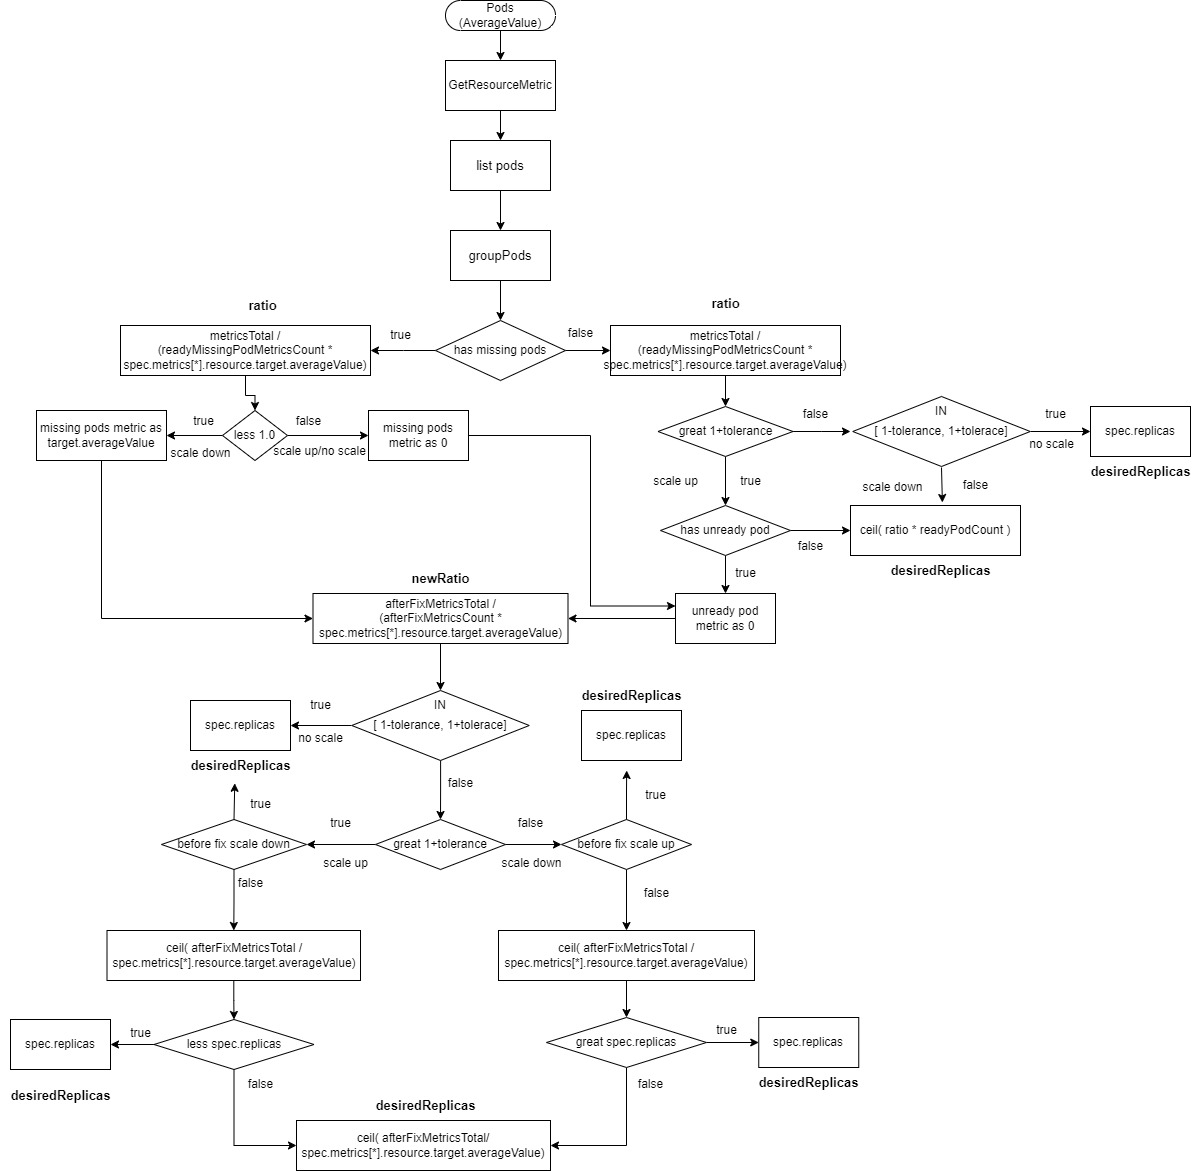 Pods
(AverageValue)
GetResourceMetric
list pods
groupPods
ratio
ratio
metricsTotal /
(readyMissingPodMetricsCount *
spec.metrics[*].resource.target.averageValue)
true
has missing pods
false
metricsTotal /
(readyMissingPodMetricsCount *
spec.metrics[*].resource.target.averageValue)
missing pods metric as
target.averageValue
true
scale down
less 1.0
false
scale up/no scale
missing pods
metric as 0
great 1+tolerance
false
IN
[ 1-tolerance, 1+tolerace]
true
no scale
spec.replicas
desiredReplicas
scale up
true
scale down
false
has unready pod
false
ceil( ratio * readyPodCount )
desiredReplicas
true
newRatio
afterFixMetricsTotal /
(afterFixMetricsCount *
spec.metrics[*].resource.target.averageValue)
unready pod
metric as 0
spec.replicas
desiredReplicas
true
no scale
IN
[ 1-tolerance, 1+tolerace]
desiredReplicas
spec.replicas
false
true
true
before fix scale down
true
scale up
great 1+tolerance
false
scale down
before fix scale up
false
false
ceil( afterFixMetricsTotal /
spec.metrics[*].resource.target.averageValue)
ceil( afterFixMetricsTotal /
spec.metrics[*].resource.target.averageValue)
spec.replicas
true
less spec.replicas
great spec.replicas
true
spec.replicas
desiredReplicas
false
false
desiredReplicas
desiredReplicas
ceil( afterFixMetricsTotal/
spec.metrics[*].resource.target.averageValue)